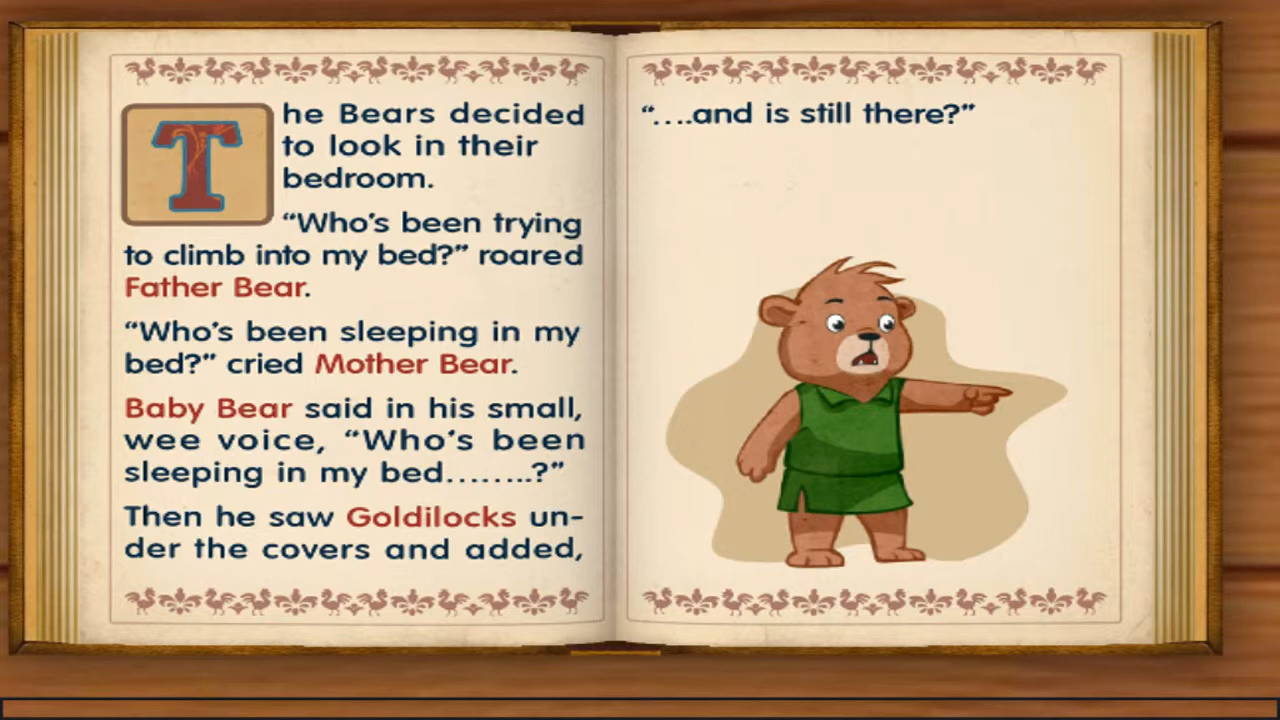 The Bears decided
to look in their
bedroom.
“Who’s been trying
to climb into my bed?” roared
Father Bear.
“Who’s been sleeping in my
bed?” cried Mother Bear.
Baby Bear said in his small,
wee voice, “Who’s been
sleeping in my bed……..?”
Then he saw Goldilocks un-
der the covers and added,
“….and is still there?”